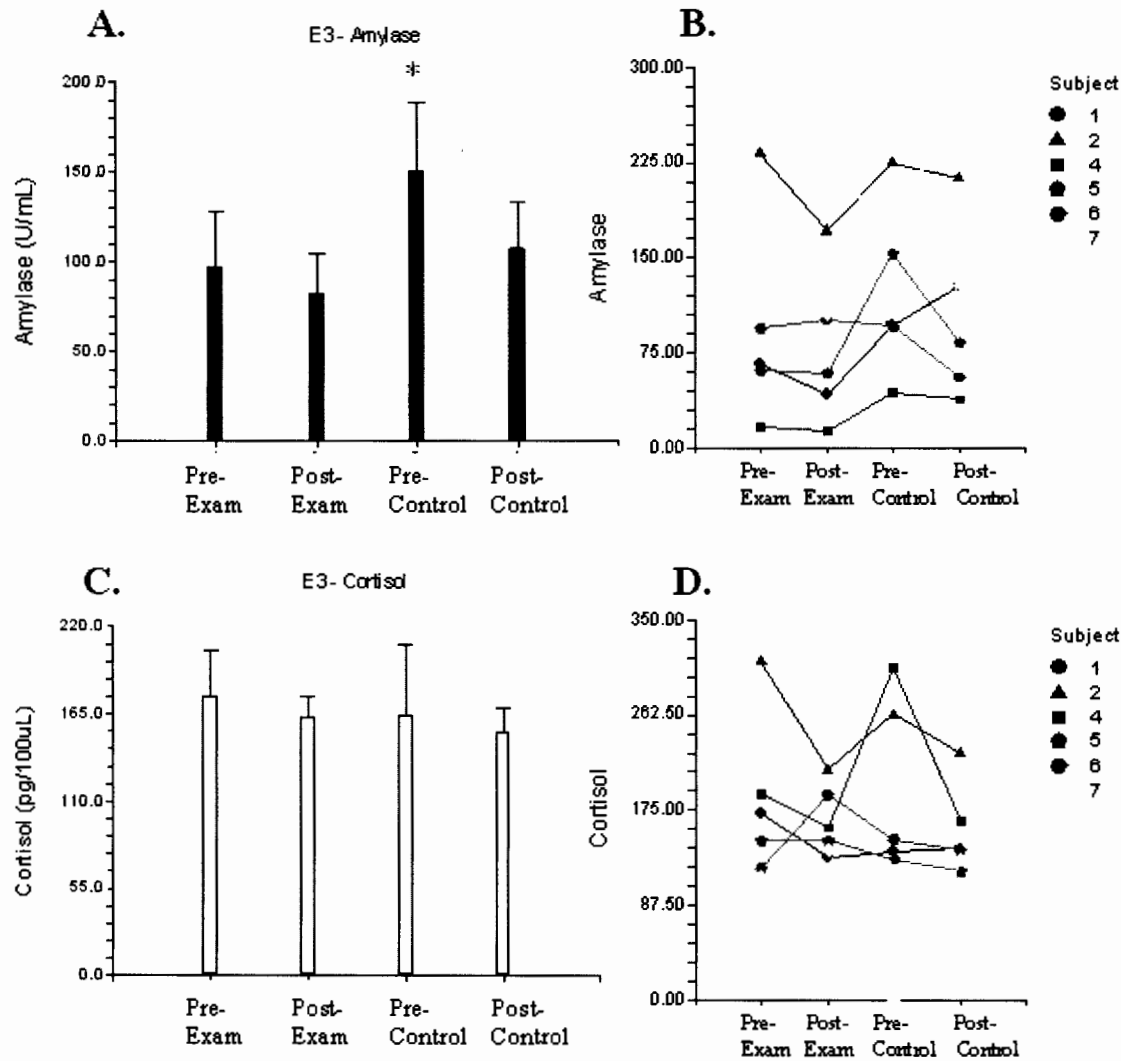 A.
E3- Amylase
*
200.0
150.0
100.0
50.0
0.0
Amylase (U/mL)
Pre-
Exam
Post-
Exam
Pre-
Control
Post-
Control
B.
300.00
225.00
150.00
75.00
0.00
Amylase
Pre-
Exam
Post-
Exam
Pre-
Control
Post-
Control
Subject
1
2
4
5
6
7
C.
E3- Cortisol
220.0
165.0
110.0
55.0
0.0
Cortisol (pg/100uL)
Pre-
Exam
Post-
Exam
Pre-
Control
Post-
Control
D.
350.00
262.50
175.00
87.50
0.00
Cortisol
Pre-
Exam
Post-
Exam
Pre-
Control
Post-
Control
Subject
1
2
4
5
6
7